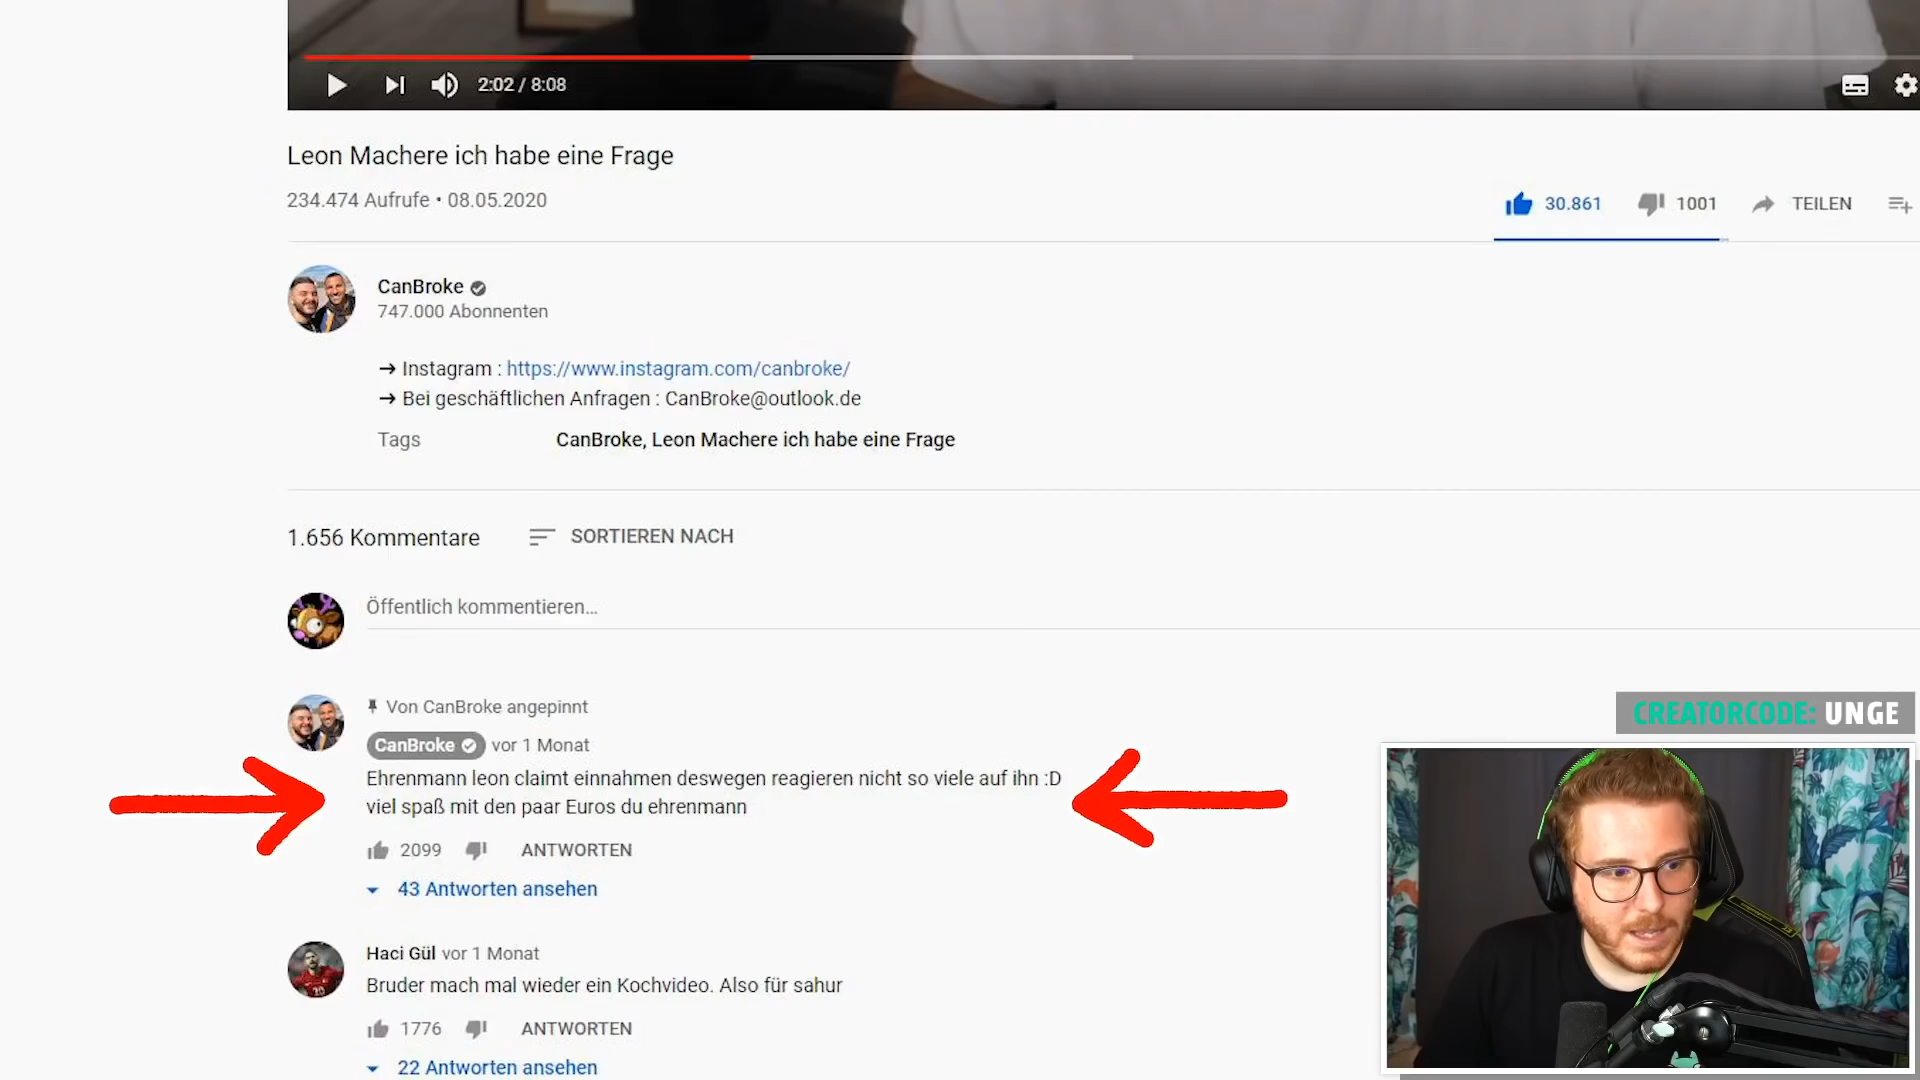 2:02 / 8:08
Leon Machere ich habe eine Frage
234.474 Aufrufe • 08.05.2020
30.861
1001
TEILEN
CanBroke
747.000 Abonnenten
→ Instagram : https://www.instagram.com/canbroke/
→ Bei geschäftlichen Anfragen : CanBroke@outlook.de
Tags
CanBroke, Leon Machere ich habe eine Frage
1.656 Kommentare
SORTIEREN NACH
Öffentlich kommentieren...
Von CanBroke angepinnt
CanBroke vor 1 Monat
Ehrenmann leon claimt einnahmen deswegen reagieren nicht so viele auf ihn :D
viel spaß mit den paar Euros du ehrenmann
2099
ANTWORTEN
43 Antworten ansehen
Haci Gül vor 1 Monat
Bruder mach mal wieder ein Kochvideo. Also für sahur
1776
ANTWORTEN
22 Antworten ansehen
CREATORCODE: UNGE